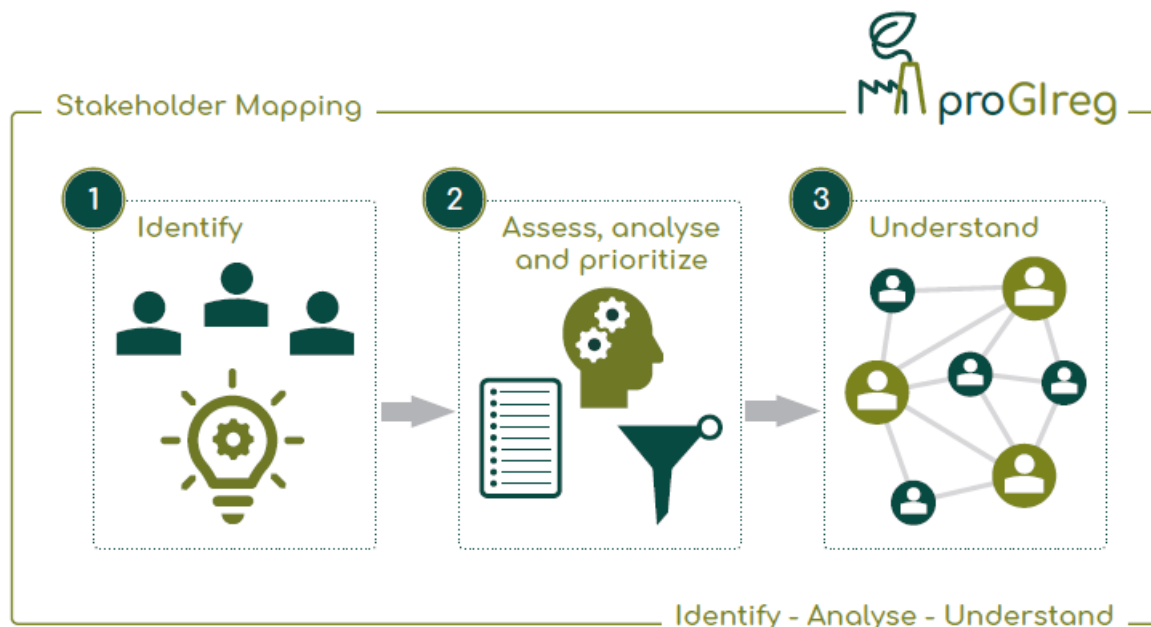 Stakeholder Mapping
proGIreg
1
Identify
2
Assess, analyse
and prioritize
3
Understand
Identify - Analyse - Understand